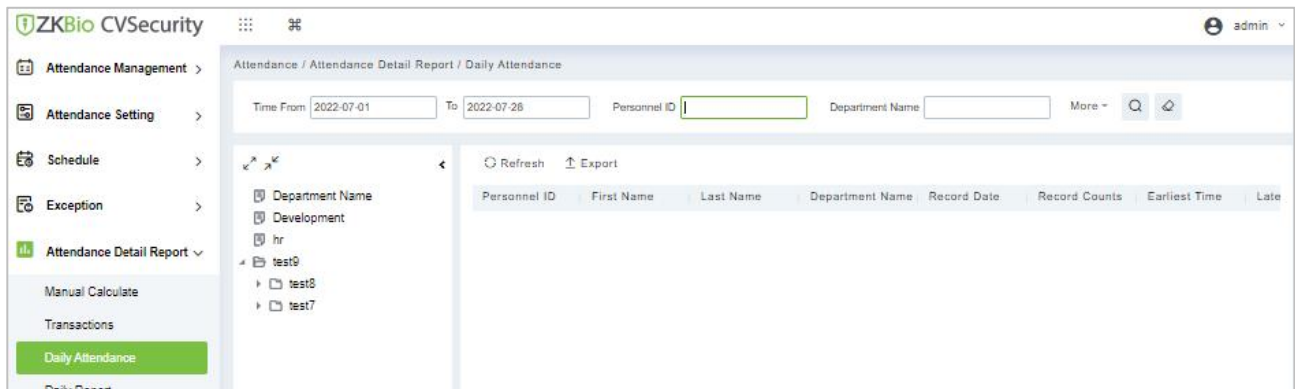 ZKBio CVSecurity
admin
Attendance Management
Attendance Setting
Schedule
Exception
Attendance Detail Report
Manual Calculate
Transactions
Daily Attendance
Daily Report
Attendance / Attendance Detail Report / Daily Attendance
Time From 2022-07-01 To 2022-07-28 Personnel ID Department Name More
Department Name
Development
hr
test9
test8
test7
Refresh Export
Personnel ID First Name Last Name Department Name Record Date Record Counts Earliest Time Late